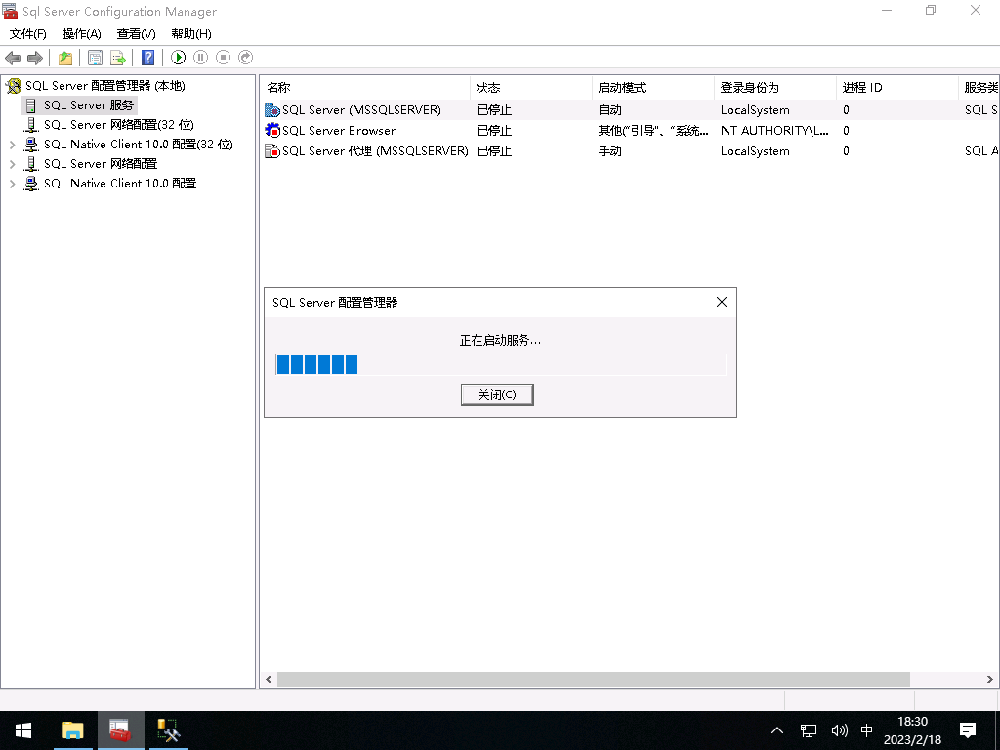 Sql Server Configuration Manager
文件(F) 操作(A) 查看(V) 帮助(H)
SQL Server 配置管理器 (本地)
SQL Server 服务
SQL Server 网络配置(32 位)
SQL Native Client 10.0 配置(32 位)
SQL Server 网络配置
SQL Native Client 10.0 配置
名称 状态 启动模式 登录身份为 进程 ID 服务类
SQL Server (MSSQLSERVER) 已停止 自动 LocalSystem 0 SQL S
SQL Server Browser 已停止 其他("引导"、"系统... NT AUTHORITY\L... 0
SQL Server 代理 (MSSQLSERVER) 已停止 手动 LocalSystem 0 SQL A
SQL Server 配置管理器
正在启动服务...
关闭(C)
中
18:30
2023/2/18